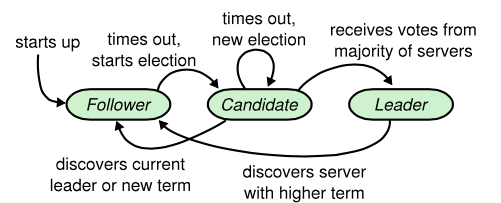 starts up
times out,
starts election
times out,
new election
receives votes from
majority of servers
Follower
Candidate
Leader
discovers current
leader or new term
discovers server
with higher term